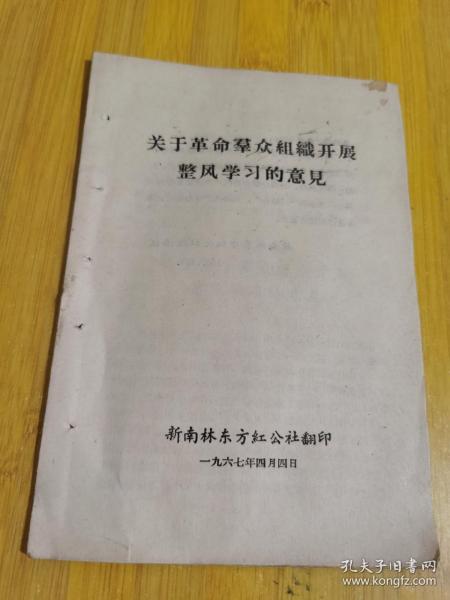 关于革命羣众組織开展
整风学习的意見
新南林东方紅公社翻印
一九六七年四月四日
孔夫子旧书网
www.kongfz.com